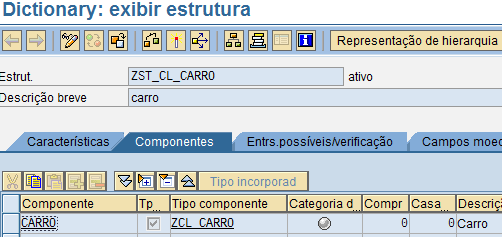 Dictionary: exibir estrutura
Representação de hierarquia
Estrut. ZST_CL_CARRO ativo
Descrição breve carro
Características Componentes Entrs.possíveis/verificação Campos moed
Tipo incorporad
Componente Tp... Tipo componente Categoria d... Compr Casa ... Descriç
CARRO ZCL_CARRO 0 0 Carro